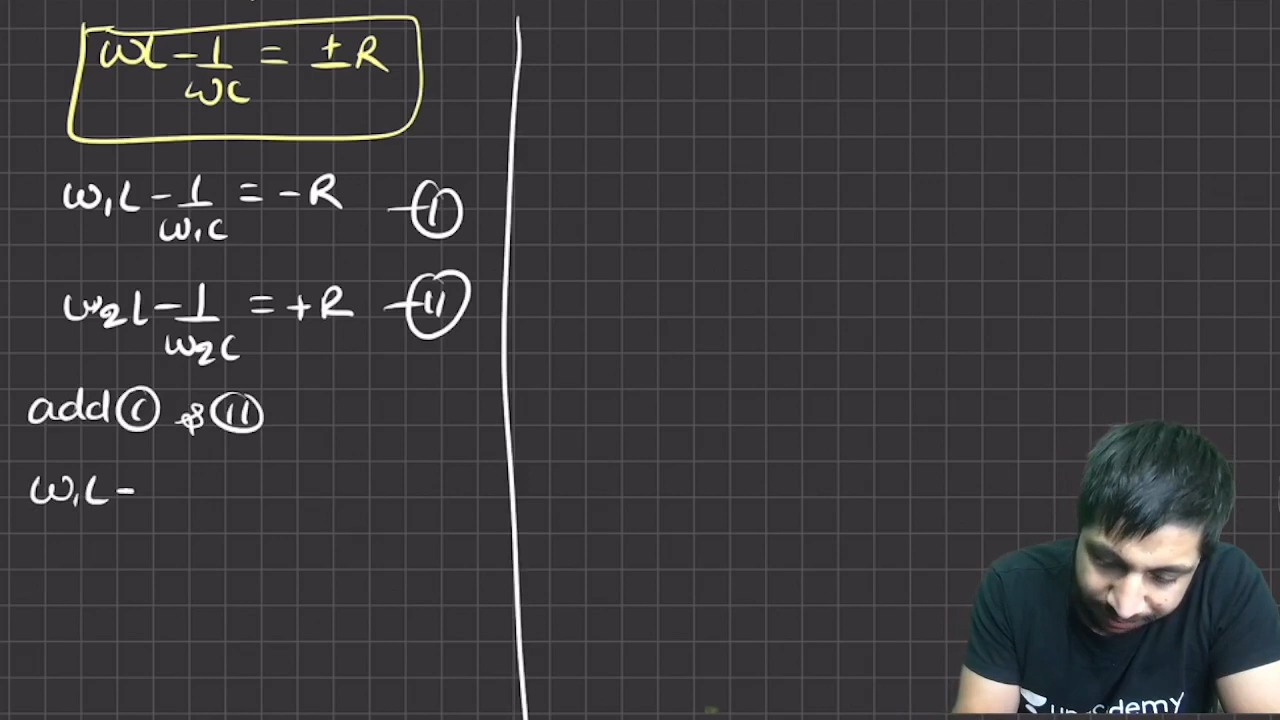 ωL - 1/ωC = ± R
ω₁L - 1/ω₁C = - R —(I)
ω₂L - 1/ω₂C = + R —(II)
add (I) & (II)
ω₁L -